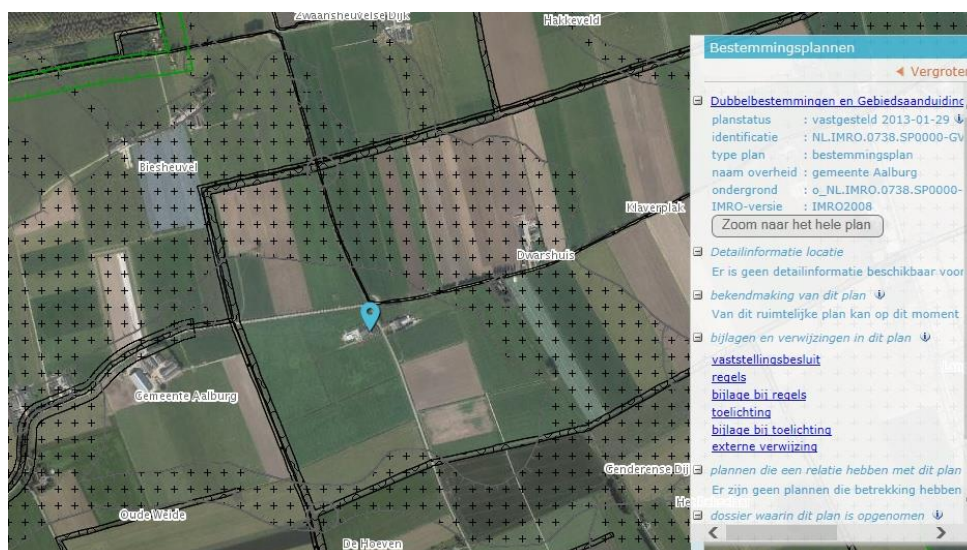 Zwaansheuvelse Dijk
Hakkeveld
Biesheuvel
Klaverplak
Dwarshuis
Gemeente Aalburg
Genderense Dij
Oude Weide
De Hoeven
Bestemmingsplannen
Vergroten
Dubbelbestemmingen en Gebiedsaanduiding
planstatus : vastgesteld 2013-01-29
identificatie : NL.IMRO.0738.SP0000-GV
type plan : bestemmingsplan
naam overheid : gemeente Aalburg
ondergrond : o_NL.IMRO.0738.SP0000-
IMRO-versie : IMRO2008
Zoom naar het hele plan
Detailinformatie locatie
Er is geen detailinformatie beschikbaar voor
bekendmaking van dit plan
Van dit ruimtelijke plan kan op dit moment
bijlagen en verwijzingen in dit plan
vaststellingsbesluit
regels
bijlage bij regels
toelichting
bijlage bij toelichting
externe verwijzing
plannen die een relatie hebben met dit plan
Er zijn geen plannen die betrekking hebben
dossier waarin dit plan is opgenomen